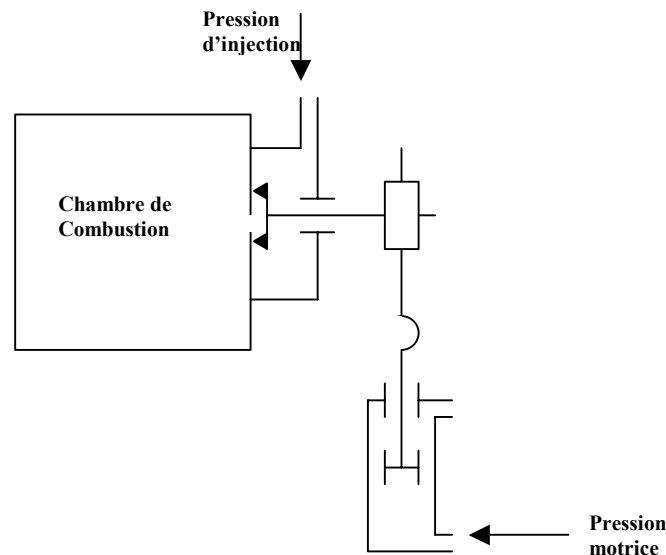 Pression
d’injection
Chambre de
Combustion
Pression
motrice